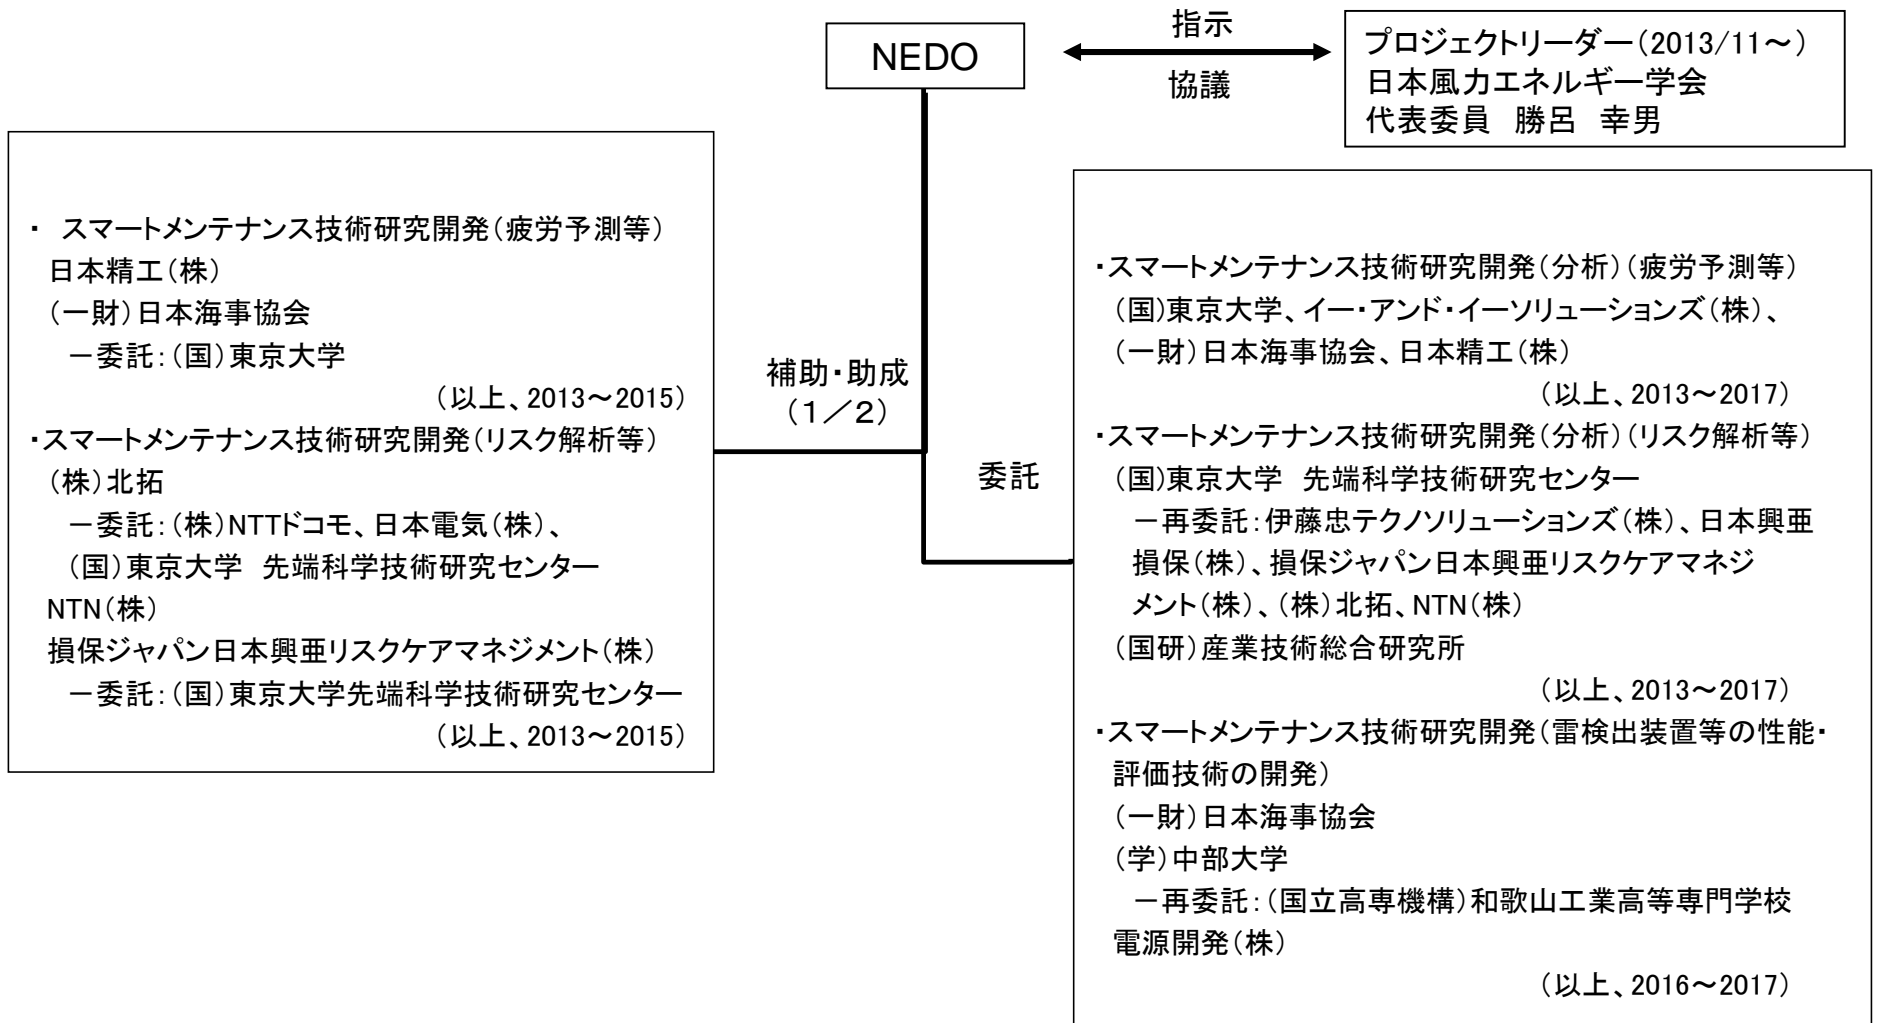 NEDO
指示
協議
プロジェクトリーダー（2013/11～）
日本風力エネルギー学会
代表委員　勝呂　幸男
・ スマートメンテナンス技術研究開発（疲労予測等）
日本精工（株）
（一財）日本海事協会
－委託：（国）東京大学
（以上、2013～2015）
・スマートメンテナンス技術研究開発（リスク解析等）
（株）北拓
－委託：（株）NTTドコモ、日本電気（株）、
（国）東京大学　先端科学技術研究センター
NTN（株）
損保ジャパン日本興亜リスクケアマネジメント（株）
－委託：（国）東京大学先端科学技術研究センター
（以上、2013～2015）
補助・助成
（１／２）
委託
・スマートメンテナンス技術研究開発（分析）（疲労予測等）
（国）東京大学、イー・アンド・イーソリューションズ（株）、
（一財）日本海事協会、日本精工（株）
（以上、2013～2017）
・スマートメンテナンス技術研究開発（分析）（リスク解析等）
（国）東京大学　先端科学技術研究センター
－再委託：伊藤忠テクノソリューションズ（株）、日本興亜
損保（株）、損保ジャパン日本興亜リスクケアマネジ
メント（株）、（株）北拓、NTN（株）
（国研）産業技術総合研究所
（以上、2013～2017）
・スマートメンテナンス技術研究開発（雷検出装置等の性能・
評価技術の開発）
（一財）日本海事協会
（学）中部大学
－再委託：（国立高専機構）和歌山工業高等専門学校
電源開発（株）
（以上、2016～2017）